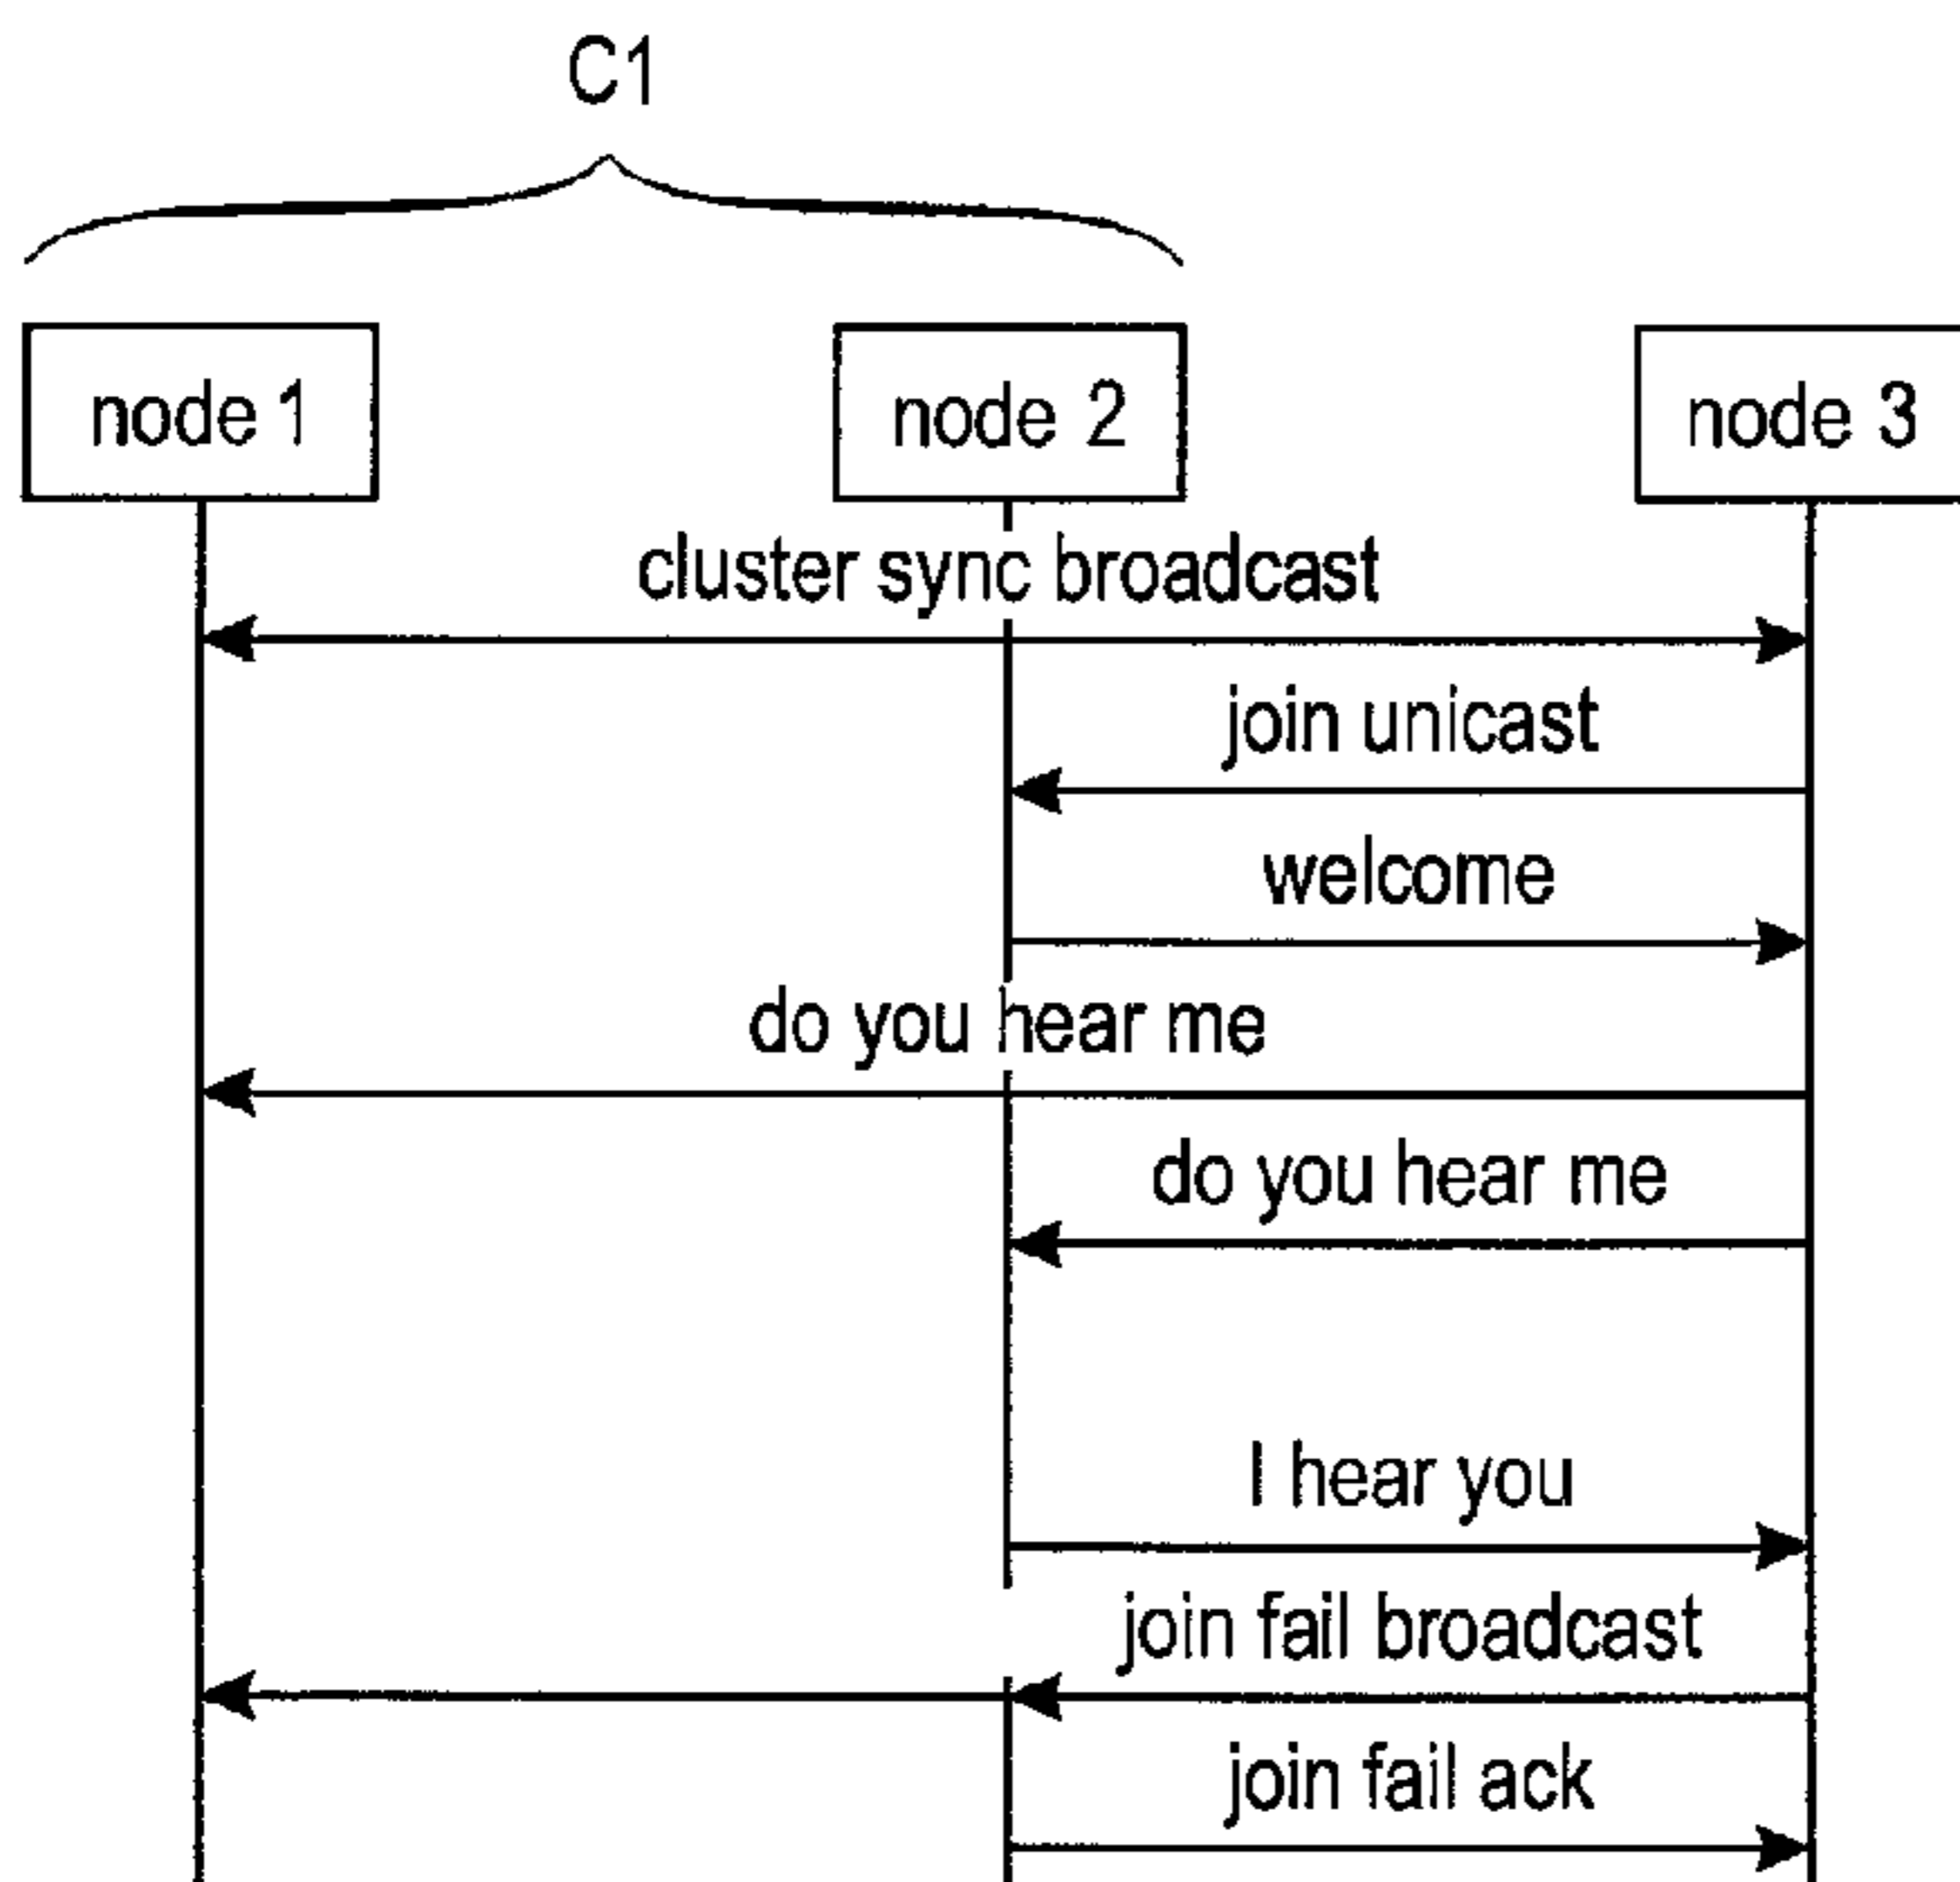 C1
node 1
node 2
node 3
cluster sync broadcast
join unicast
welcome
do you hear me
do you hear me
I hear you
join fail broadcast
join fail ack